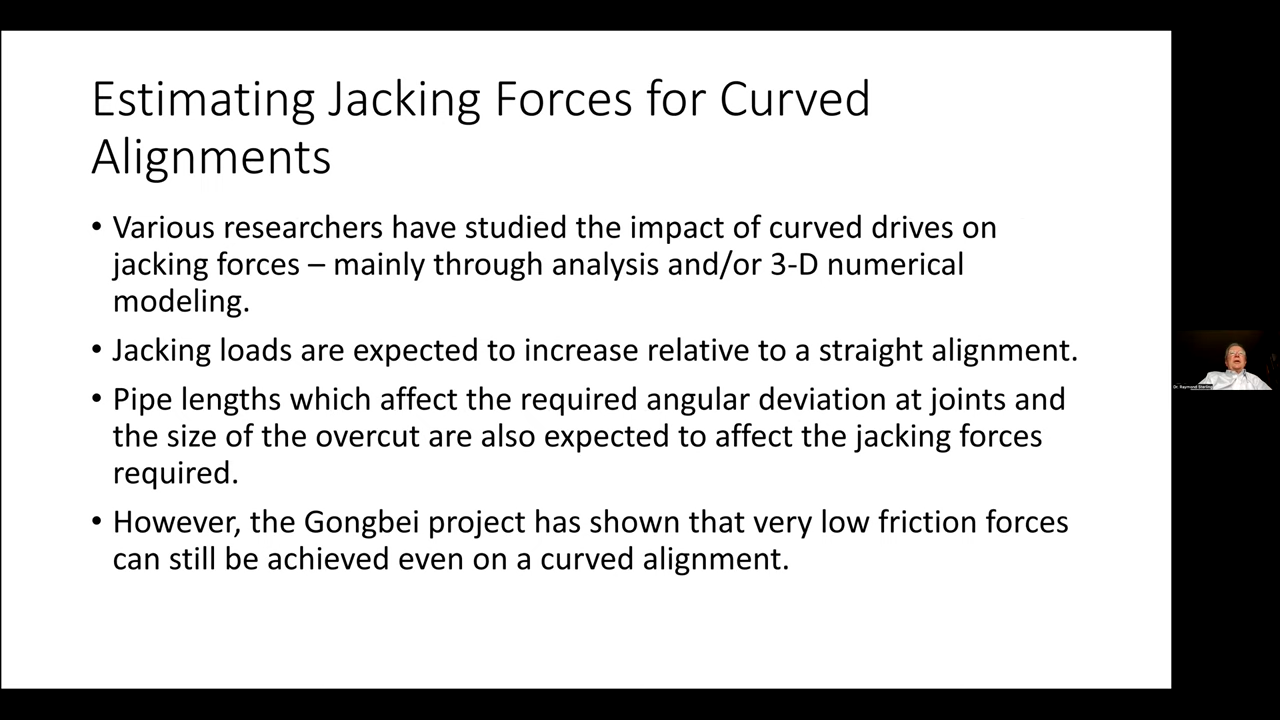 Estimating Jacking Forces for Curved
Alignments
• Various researchers have studied the impact of curved drives on
jacking forces – mainly through analysis and/or 3-D numerical
modeling.
• Jacking loads are expected to increase relative to a straight alignment.
• Pipe lengths which affect the required angular deviation at joints and
the size of the overcut are also expected to affect the jacking forces
required.
• However, the Gongbei project has shown that very low friction forces
can still be achieved even on a curved alignment.
Dr. Raymond Sterling